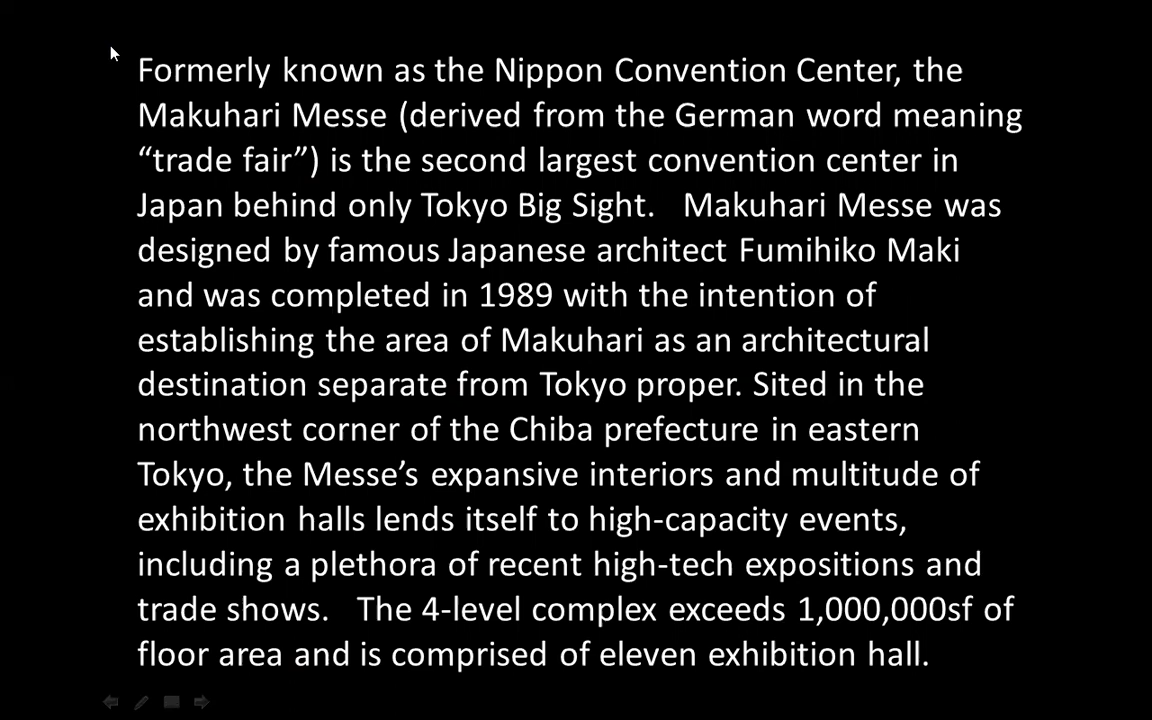 Formerly known as the Nippon Convention Center, the
Makuhari Messe (derived from the German word meaning
“trade fair”) is the second largest convention center in
Japan behind only Tokyo Big Sight.   Makuhari Messe was
designed by famous Japanese architect Fumihiko Maki
and was completed in 1989 with the intention of
establishing the area of Makuhari as an architectural
destination separate from Tokyo proper. Sited in the
northwest corner of the Chiba prefecture in eastern
Tokyo, the Messe’s expansive interiors and multitude of
exhibition halls lends itself to high-capacity events,
including a plethora of recent high-tech expositions and
trade shows.   The 4-level complex exceeds 1,000,000sf of
floor area and is comprised of eleven exhibition hall.